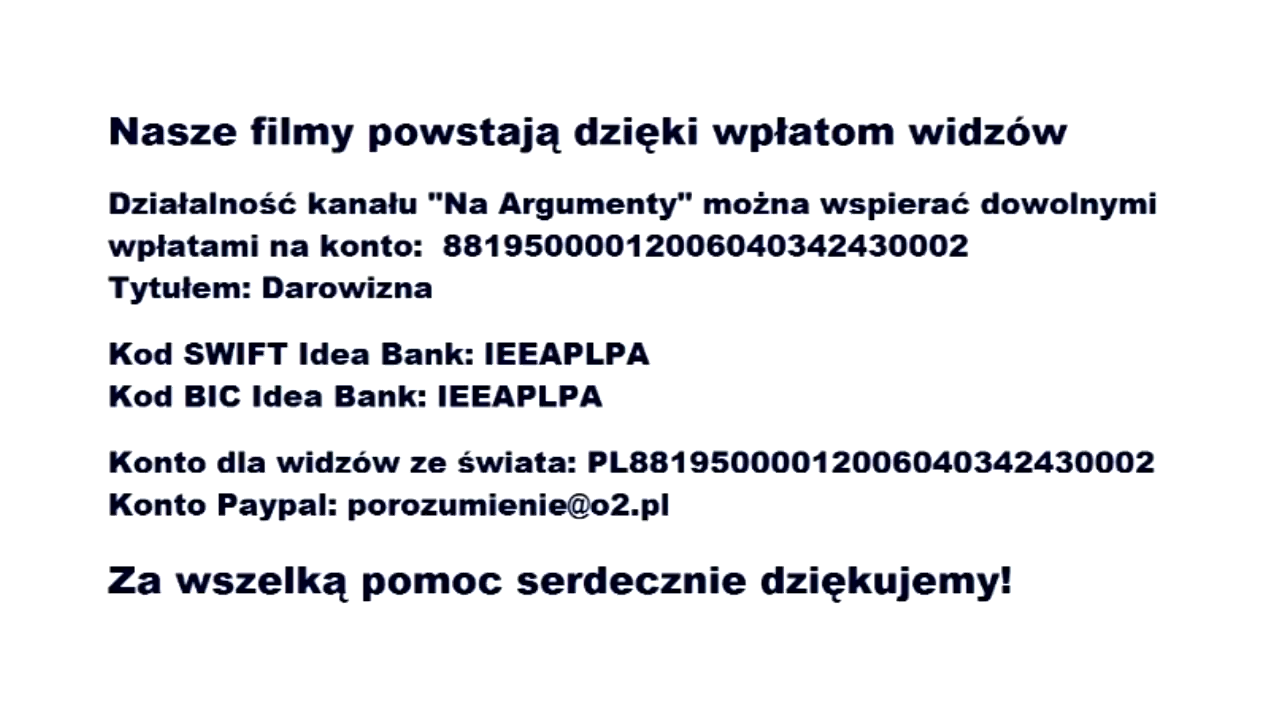 Nasze filmy powstają dzięki wpłatom widzów
Działalność kanału "Na Argumenty" można wspierać dowolnymi
wpłatami na konto: 88195000012006040342430002
Tytułem: Darowizna
Kod SWIFT Idea Bank: IEEAPLPA
Kod BIC Idea Bank: IEEAPLPA
Konto dla widzów ze świata: PL88195000012006040342430002
Konto Paypal: porozumienie@o2.pl
Za wszelką pomoc serdecznie dziękujemy!